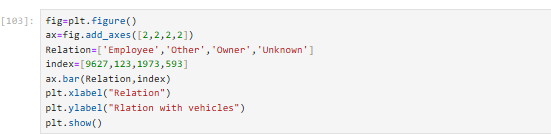 [103]: fig=plt.figure()
ax=fig.add_axes([2,2,2,2])
Relation=['Employee','Other','Owner','Unknown']
index=[9627,123,1973,593]
ax.bar(Relation,index)
plt.xlabel("Relation")
plt.ylabel("Rlation with vehicles")
plt.show()